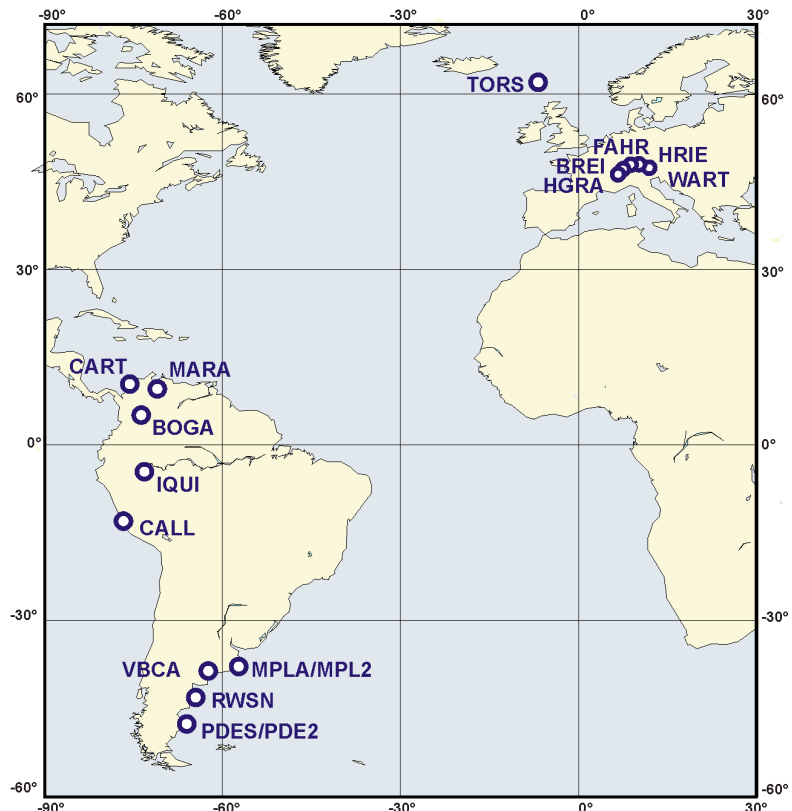 -90° -60° -30° 0° 30°
TORS
60° 60°
FAHR
HRIE
BREI
WART
HGRA
30° 30°
CART MARA
BOGA
0° 0°
IQUI
CALL
-30° -30°
VBCA MPLA/MPL2
RWSN
PDES/PDE2
-60° -60°
-90° -60° -30° 0° 30°